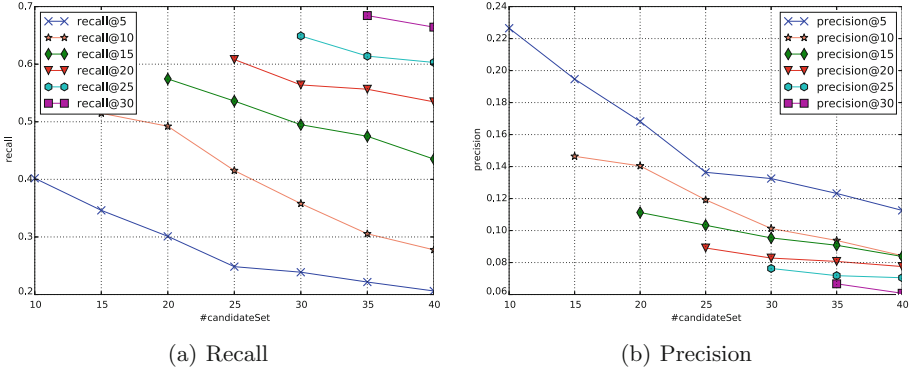 0.7
0.6
0.5
0.4
0.3
0.2
recall
recall@5
recall@10
recall@15
recall@20
recall@25
recall@30
10 15 20 25 30 35 40
#candidateSet
(a) Recall
0,24
0,22
0,20
0,18
0,16
0,14
0,12
0,10
0,08
0,06
precision
precision@5
precision@10
precision@15
precision@20
precision@25
precision@30
10 15 20 25 30 35 40
#candidateSet
(b) Precision